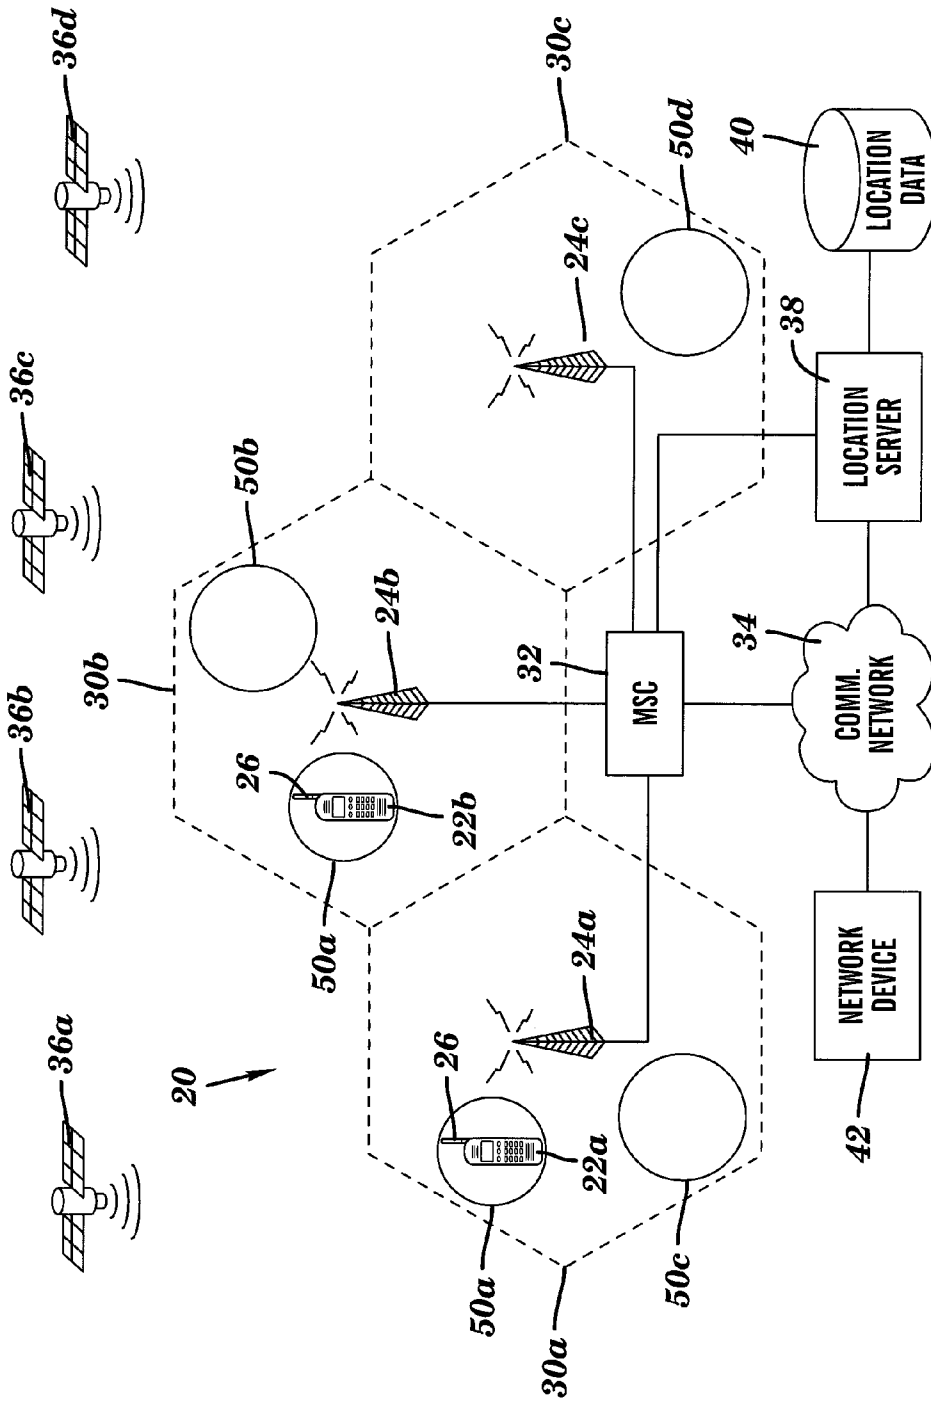 36a
36b
36c
36d
20
30b
50b
30c
50a
26
22b
24b
24c
50d
50a
26
22a
24a
50c
30a
MSC
32
42
NETWORK
DEVICE
COMM.
NETWORK
34
LOCATION
SERVER
38
LOCATION
DATA
40